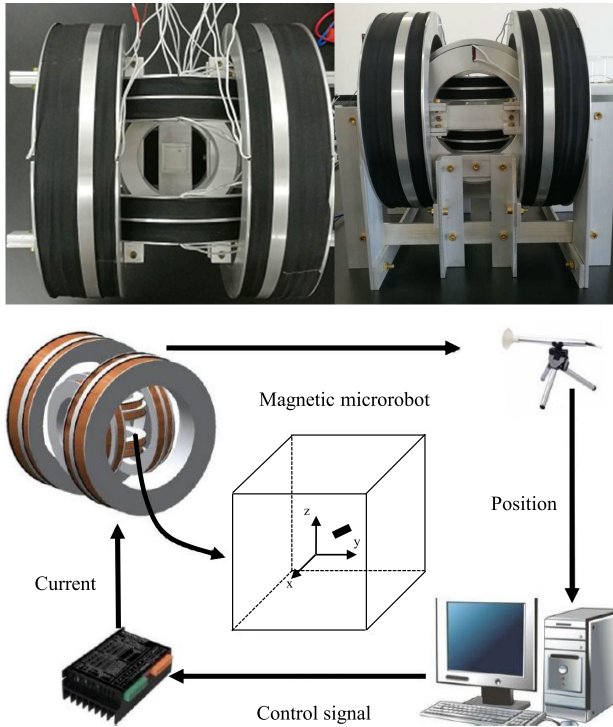 Magnetic microrobot
z
y
x
Position
Current
Control signal